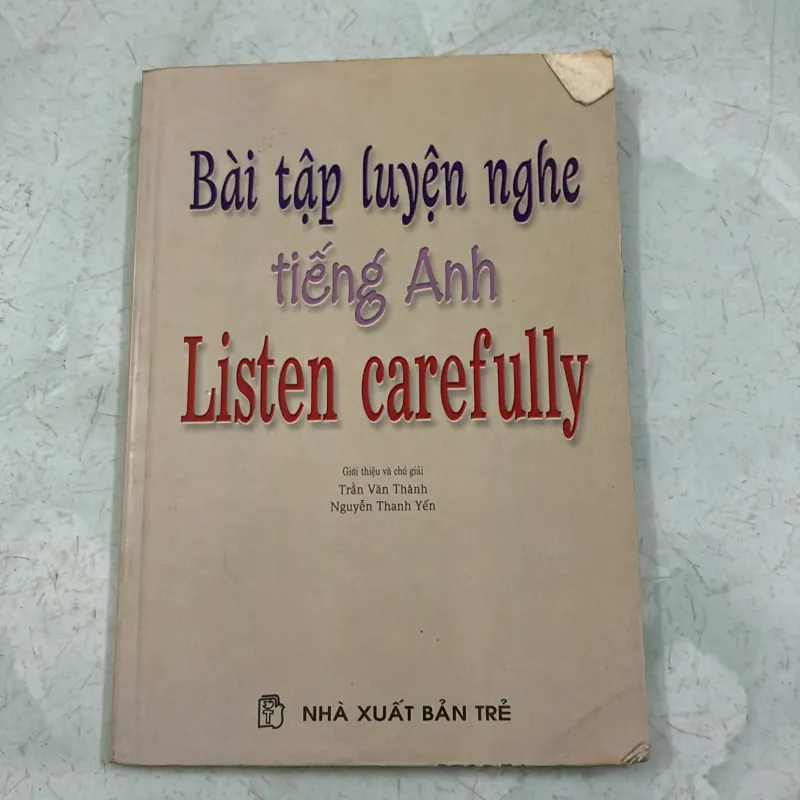 Bài tập luyện nghe
tiếng Anh
Listen carefully
Giới thiệu và chú giải
Trần Văn Thành
Nguyễn Thanh Yến
NHÀ XUẤT BẢN TRẺ